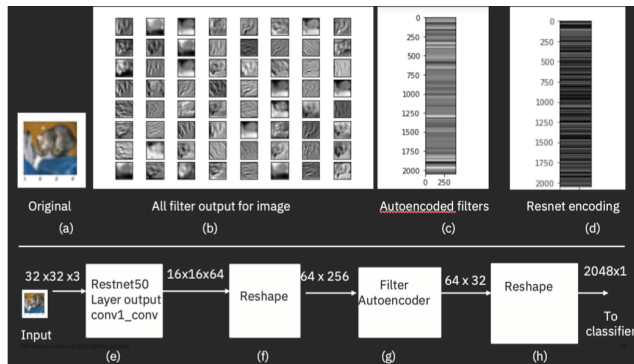 0
250
500
750
1000
1250
1500
1750
2000
0 250
0
250
500
750
1000
1250
1500
1750
2000
Original
All filter output for image
Autoencoded filters
Resnet encoding
(a)
(b)
(c)
(d)
32 x32 x3
Input
Restnet50
Layer output
conv1_conv
(e)
16x16x64
Reshape
(f)
64 x 256
Filter
Autoencoder
(g)
64 x 32
Reshape
(h)
2048x1
To
classifier